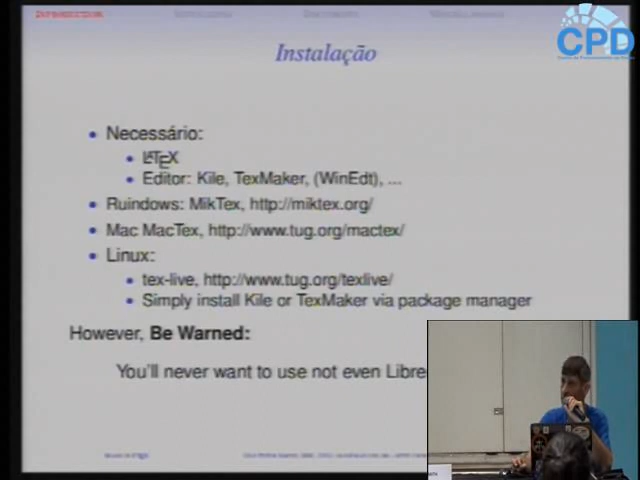 CPD
Instalação
Necessário:
LATEX
Editor: Kile, TexMaker, (WinEdt), ...
Ruindows: MikTex, http://miktex.org/
Mac MacTex, http://www.tug.org/mactex/
Linux:
tex-live, http://www.tug.org/texlive/
Simply install Kile or TexMaker via package manager
However, Be Warned:
You'll never want to use not even Libre